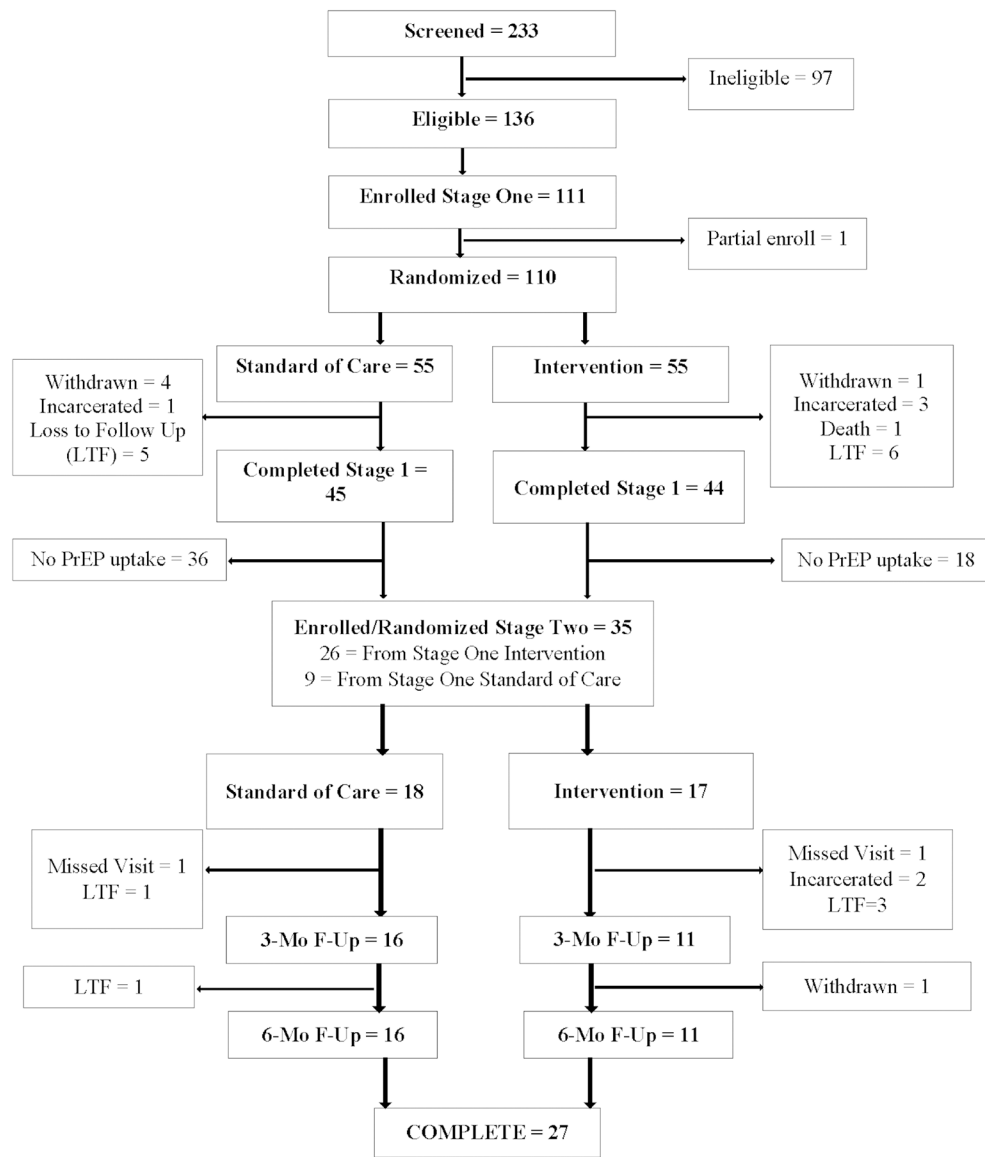 Screened = 233
Ineligible = 97
Eligible = 136
Enrolled Stage One = 111
Partial enroll = 1
Randomized = 110
Standard of Care = 55
Intervention = 55
Withdrawn = 4
Incarcerated = 1
Loss to Follow Up
(LTF) = 5
Withdrawn = 1
Incarcerated = 3
Death = 1
LTF = 6
Completed Stage 1 =
45
Completed Stage 1 = 44
No PrEP uptake = 36
No PrEP uptake = 18
Enrolled/Randomized Stage Two = 35
26 = From Stage One Intervention
9 = From Stage One Standard of Care
Standard of Care = 18
Intervention = 17
Missed Visit = 1
LTF = 1
Missed Visit = 1
Incarcerated = 2
LTF=3
3-Mo F-Up = 16
3-Mo F-Up = 11
LTF = 1
Withdrawn = 1
6-Mo F-Up = 16
6-Mo F-Up = 11
COMPLETE = 27